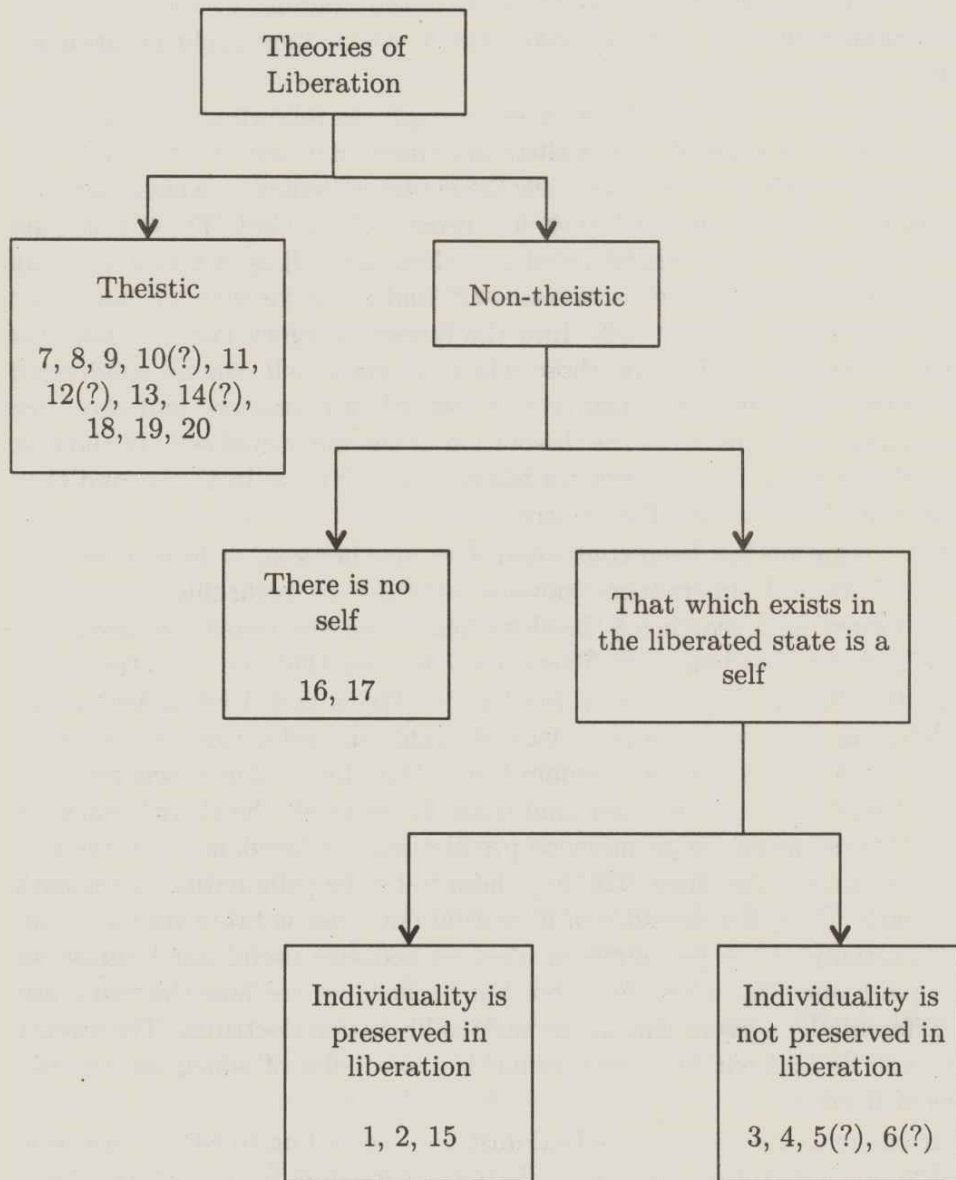 Theories of
Liberation
Theistic
7, 8, 9, 10(?), 11,
12(?), 13, 14(?),
18, 19, 20
Non-theistic
There is no
self
16, 17
That which exists in
the liberated state is a
self
Individuality is
preserved in
liberation
1, 2, 15
Individuality is
not preserved in
liberation
3, 4, 5(?), 6(?)